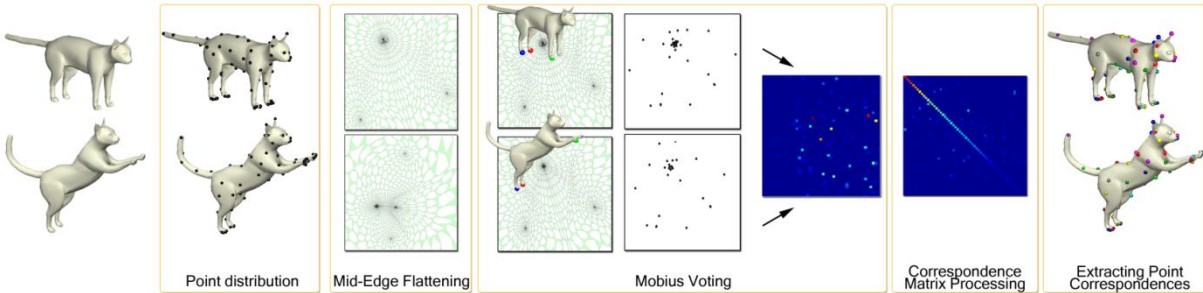 Point distribution
Mid-Edge Flattening
Mobius Voting
Correspondence
Matrix Processing
Extracting Point
Correspondences